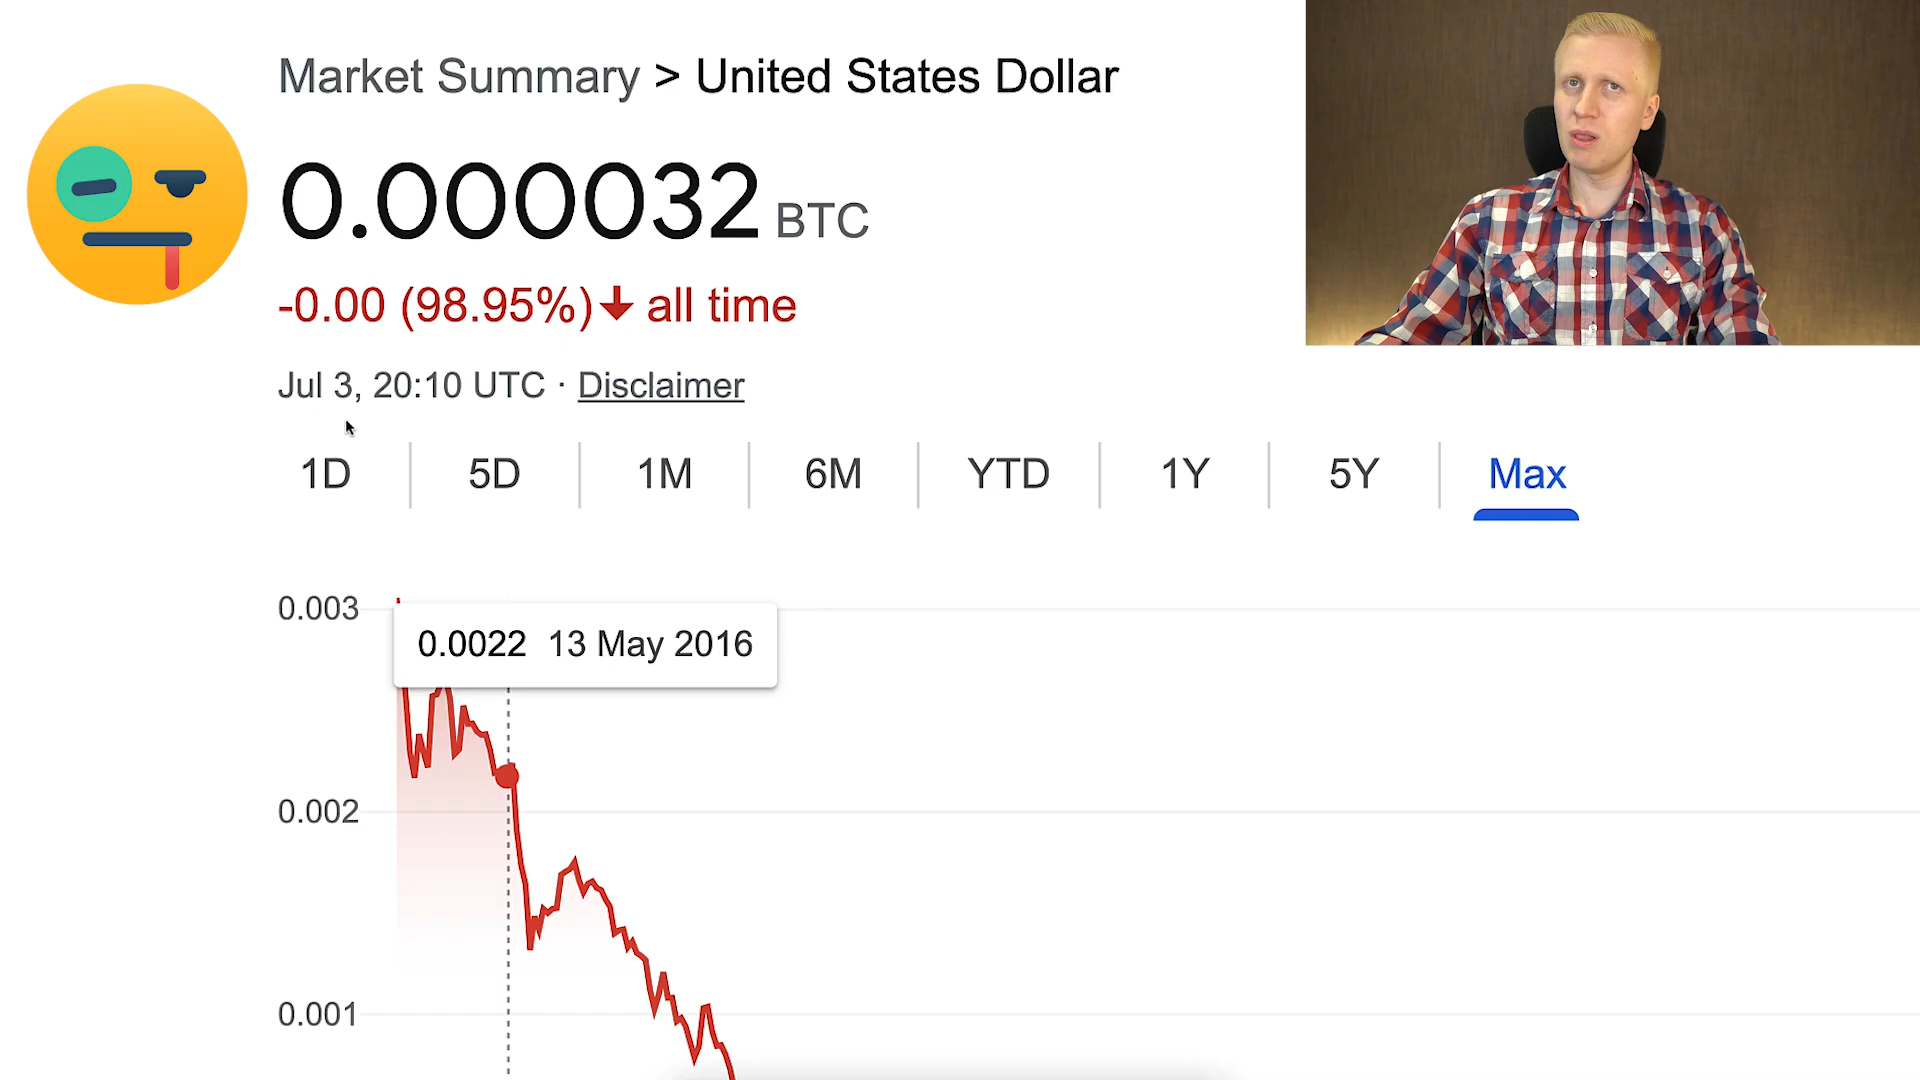 Market Summary > United States Dollar
0.000032 BTC
-0.00 (98.95%) ↓ all time
Jul 3, 20:10 UTC · Disclaimer
1D 5D 1M 6M YTD 1Y 5Y Max
0.003
0.0022 13 May 2016
0.002
0.001